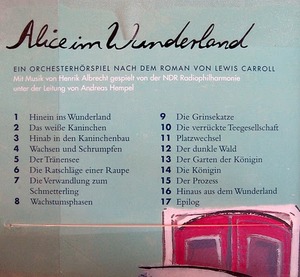 Alice im Wunderland
EIN ORCHESTERHÖRSPIEL NACH DEM ROMAN VON LEWIS CARROLL
Mit Musik von Henrik Albrecht gespielt von der NDR Radiophilharmonie
unter der Leitung von Andreas Hempel
1 Hinein ins Wunderland
2 Das weiße Kaninchen
3 Hinab in den Kaninchenbau
4 Wachsen und Schrumpfen
5 Der Tränensee
6 Die Ratschläge einer Raupe
7 Die Verwandlung zum
Schmetterling
8 Wachstumsphasen
9 Die Grinsekatze
10 Die verrückte Teegesellschaft
11 Platzwechsel
12 Der dunkle Wald
13 Der Garten der Königin
14 Die Königin
15 Der Prozess
16 Hinaus aus dem Wunderland
17 Epilog